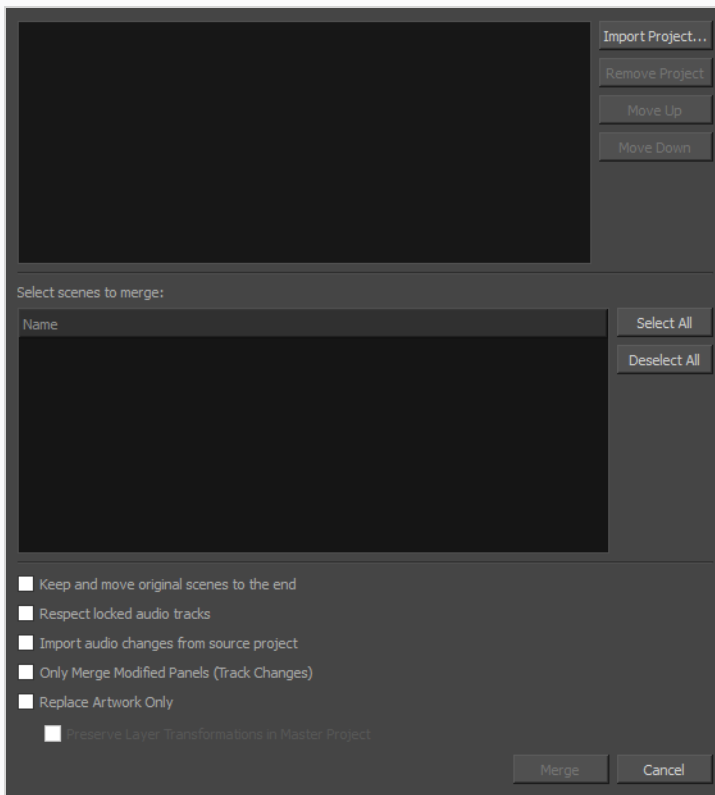 Import Project...
Remove Project
Move Up
Move Down
Select scenes to merge:
Name
Select All
Deselect All
Keep and move original scenes to the end
Respect locked audio tracks
Import audio changes from source project
Only Merge Modified Panels (Track Changes)
Replace Artwork Only
Preserve Layer Transformations in Master Project
Merge
Cancel